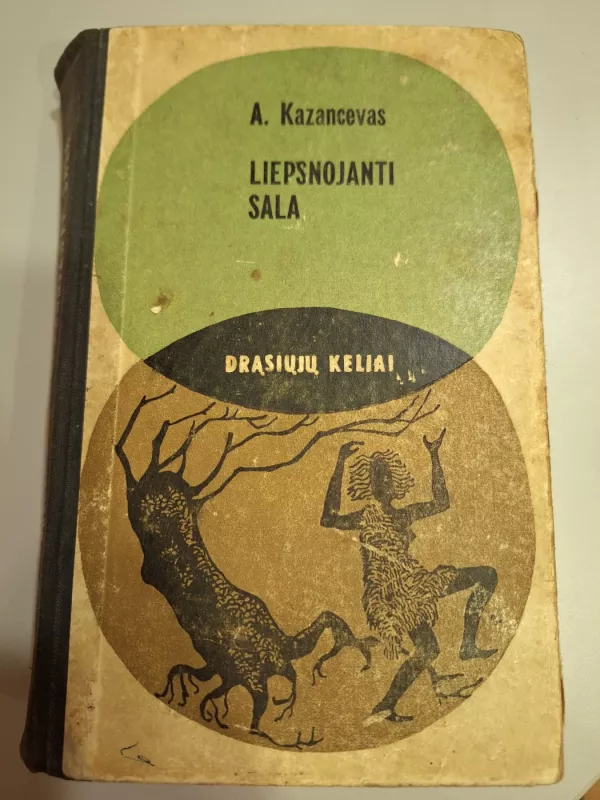 A. Kazancevas
LIEPSNOJANTI
SALA
DRĄSIŲJŲ KELIAI